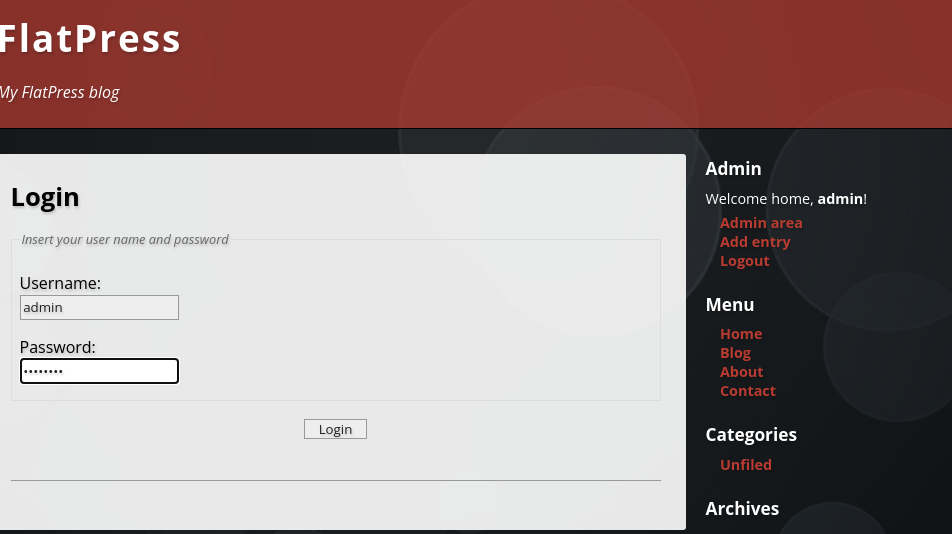 FlatPress
My FlatPress blog
Login
Insert your user name and password
Username:
admin
Password:
••••••••
Login
Admin
Welcome home, admin!
Admin area
Add entry
Logout
Menu
Home
Blog
About
Contact
Categories
Unfiled
Archives